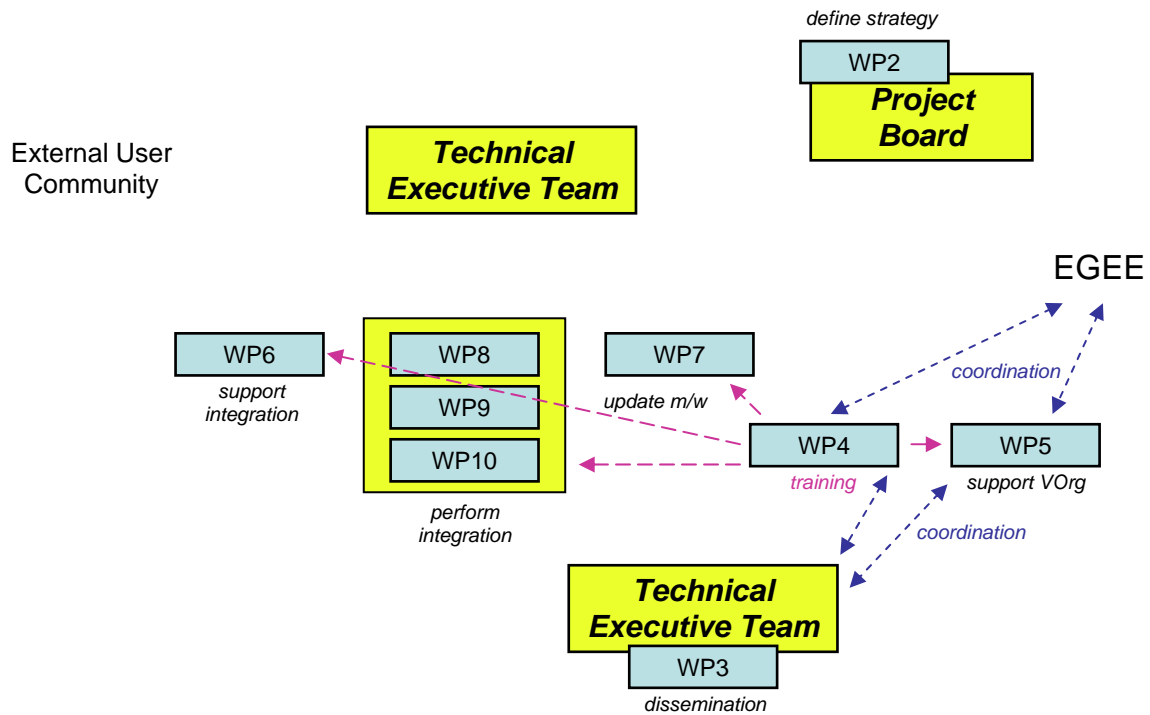 define strategy
WP2
Project
Board
External User
Community
Technical
Executive Team
EGEE
WP6
support
integration
WP8
WP9
WP10
perform
integration
WP7
update m/w
coordination
WP4
training
WP5
support VOrg
coordination
Technical
Executive Team
WP3
dissemination